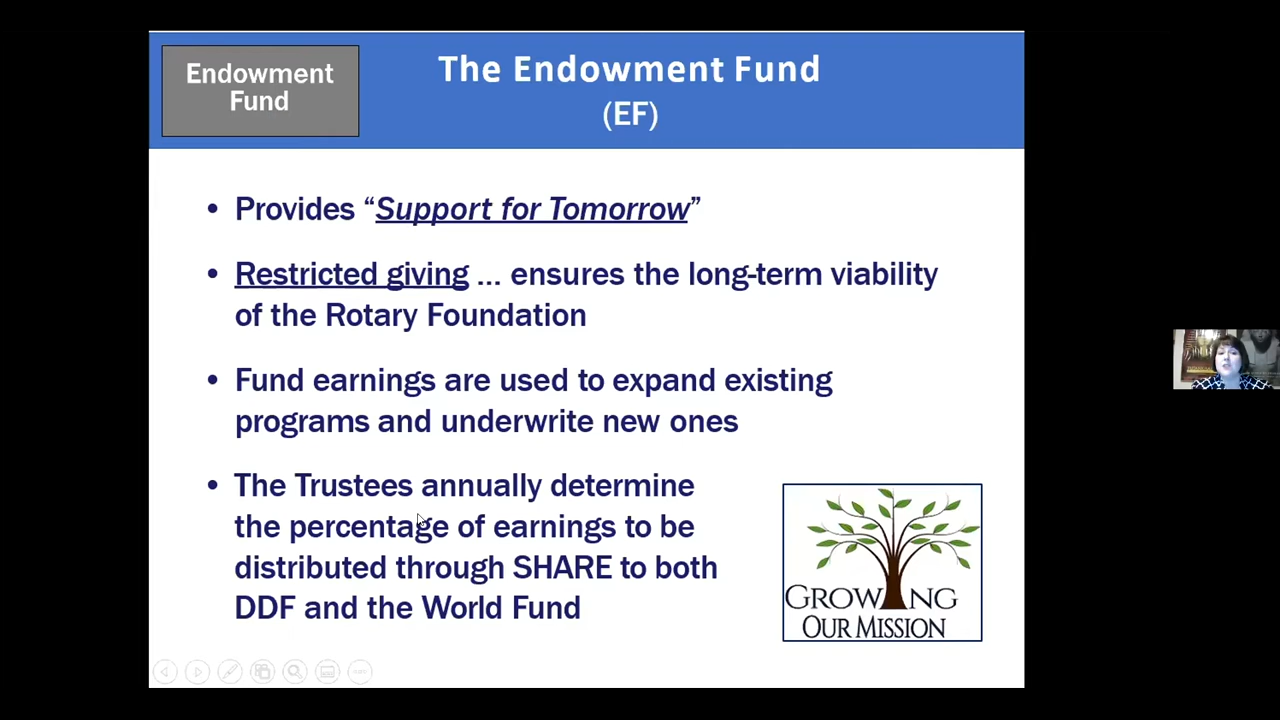 Endowment
Fund
The Endowment Fund
(EF)
• Provides “Support for Tomorrow”
• Restricted giving ... ensures the long-term viability
of the Rotary Foundation
• Fund earnings are used to expand existing
programs and underwrite new ones
• The Trustees annually determine
the percentage of earnings to be
distributed through SHARE to both
DDF and the World Fund
GROWING
OUR MISSION